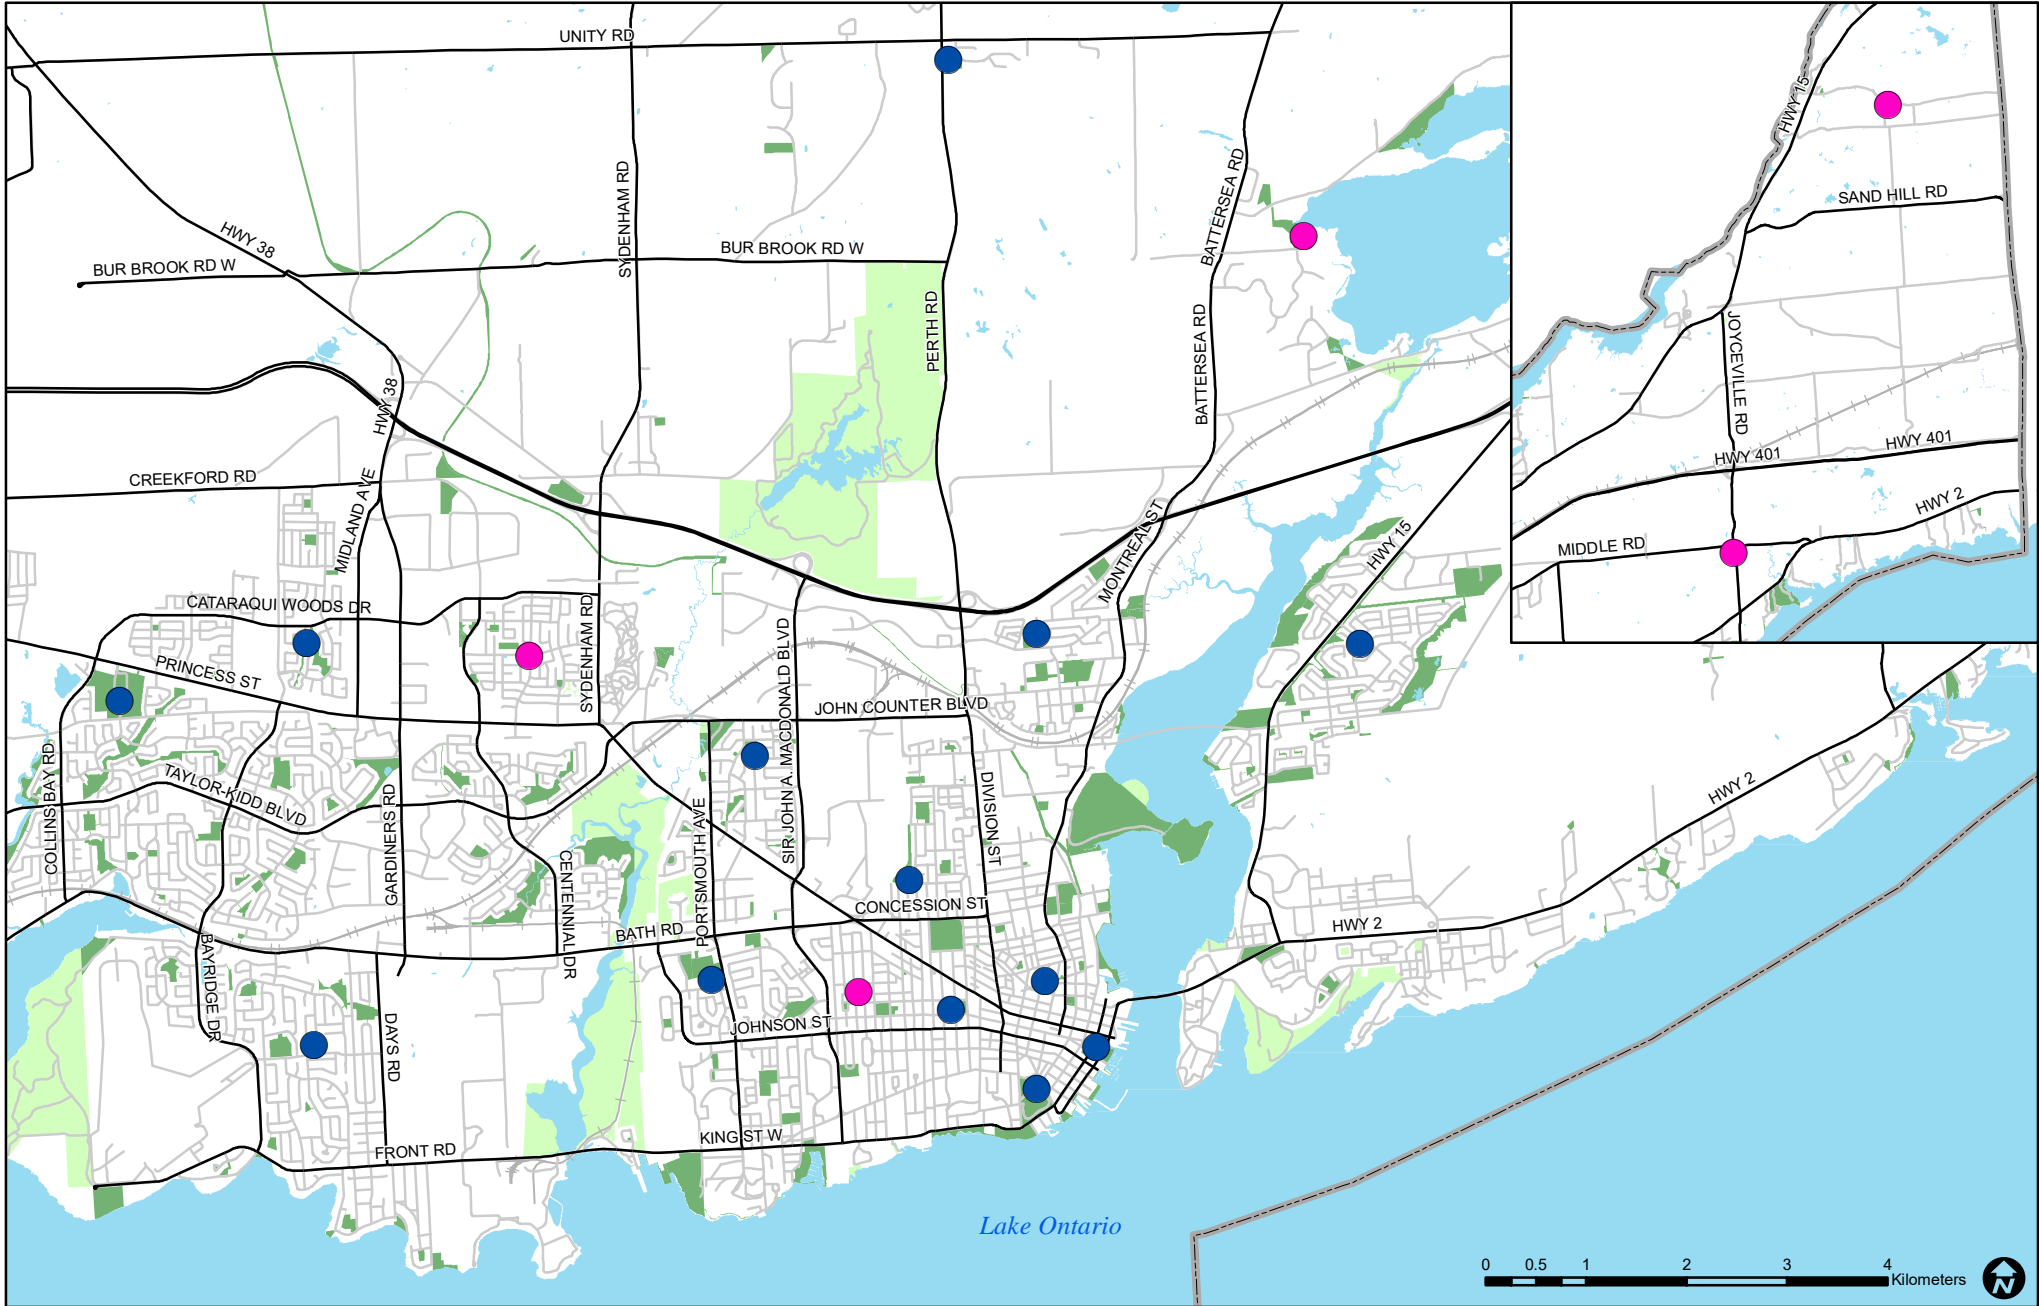 UNITY RD
HWY 15
SAND HILL RD
SYDENHAM RD
BATTERSEA RD
HWY 38
BUR BROOK RD W
BUR BROOK RD W
PERTH RD
BATTERSEA RD
JOYCEVILLE RD
HWY 38
HWY 401
HWY 401
CREEKFORD RD
MIDLAND AVE
HWY 2
MONTREAL ST
HWY 15
MIDDLE RD
CATARAQUI WOODS DR
SYDENHAM RD
SIR JOHN A. MACDONALD BLVD
PRINCESS ST
JOHN COUNTER BLVD
COLLINSBAY RD
TAYLOR-KIDD BLVD
GARDINERS RD
PORTSMOUTH AVE
DIVISION ST
HWY 2
CENTENNIAL DR
CONCESSION ST
BATH RD
HWY 2
BAYRIDGE DR
DAYS RD
JOHNSON ST
KING ST W
FRONT RD
Lake Ontario
0 0.5 1 2 3 4
Kilometers
N